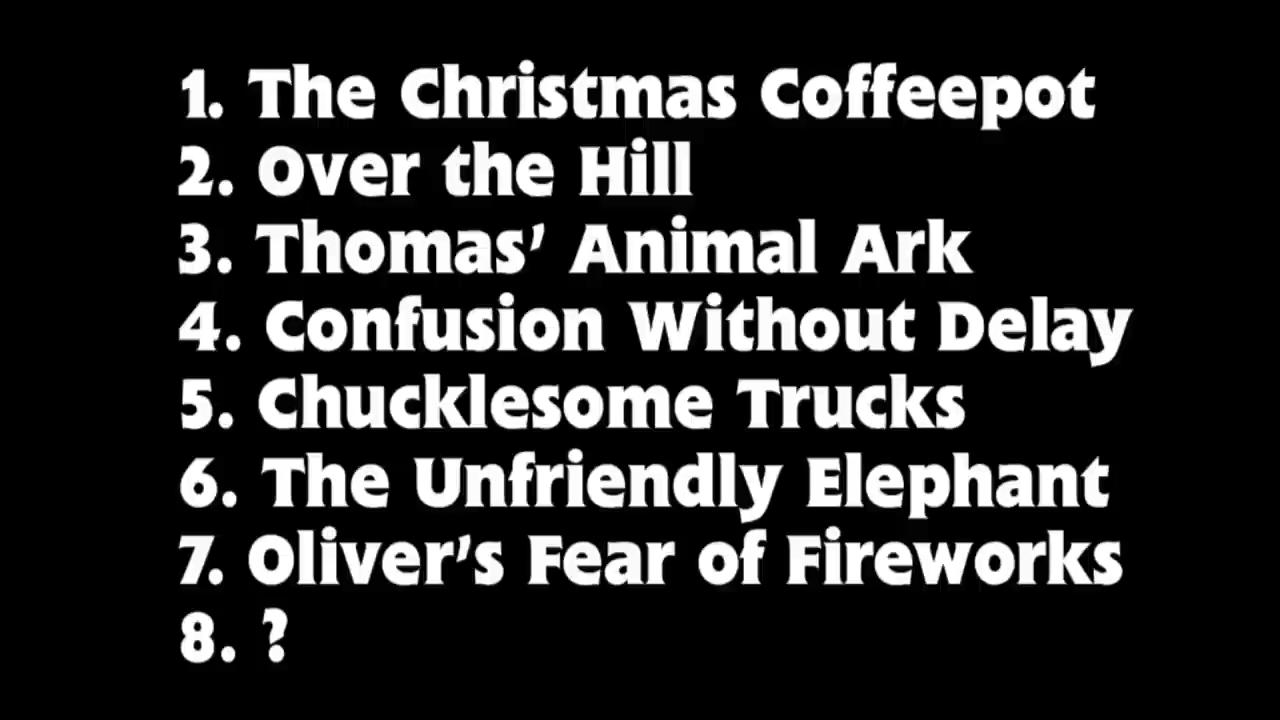 1. The Christmas Coffeepot
2. Over the Hill
3. Thomas' Animal Ark
4. Confusion Without Delay
5. Chucklesome Trucks
6. The Unfriendly Elephant
7. Oliver's Fear of Fireworks
8. ?